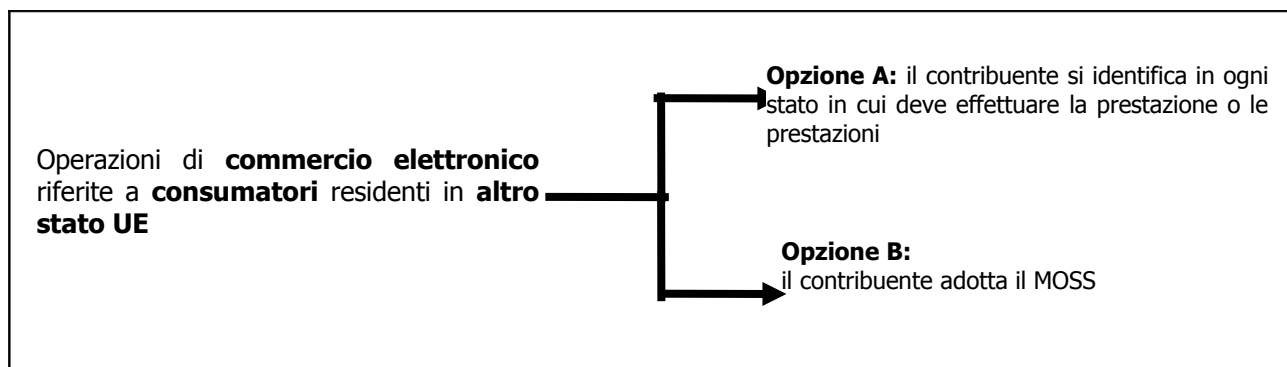 Operazioni di commercio elettronico
riferite a consumatori residenti in altro
stato UE
Opzione A: il contribuente si identifica in ogni
stato in cui deve effettuare la prestazione o le
prestazioni
Opzione B:
il contribuente adotta il MOSS